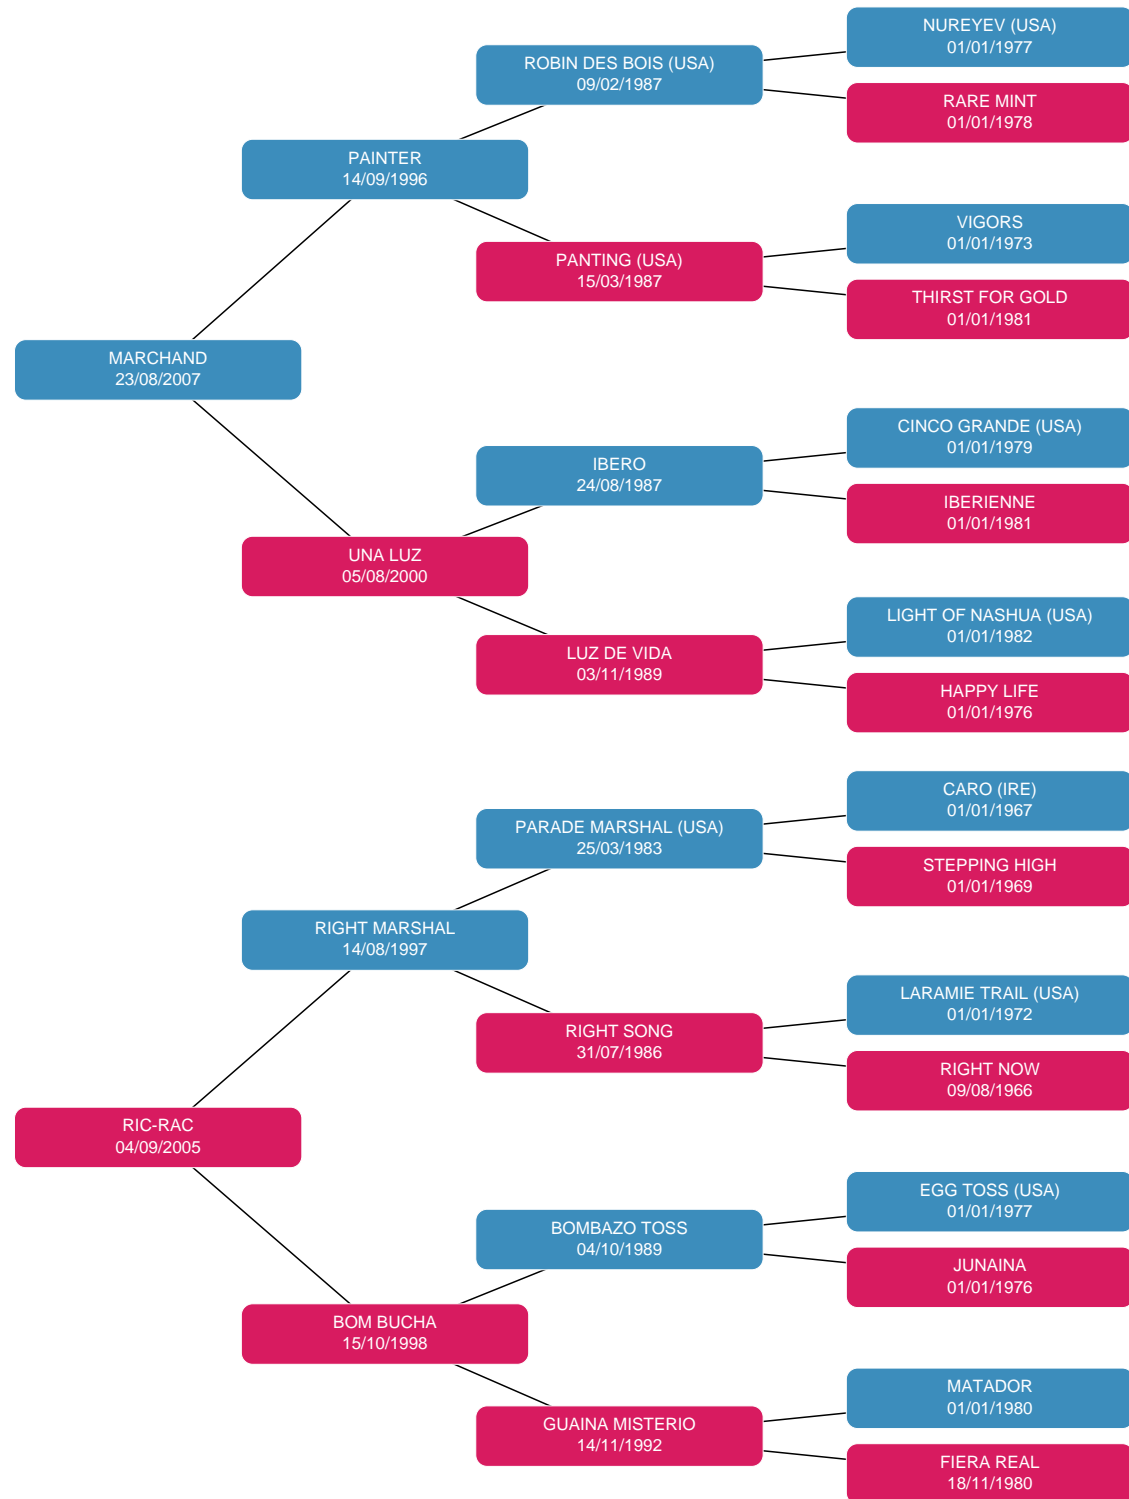 NUREYEV (USA)
01/01/1977
ROBIN DES BOIS (USA)
09/02/1987
RARE MINT
01/01/1978
PAINTER
14/09/1996
VIGORS
01/01/1973
PANTING (USA)
15/03/1987
THIRST FOR GOLD
01/01/1981
MARCHAND
23/08/2007
CINCO GRANDE (USA)
01/01/1979
IBERO
24/08/1987
IBERIENNE
01/01/1981
UNA LUZ
05/08/2000
LIGHT OF NASHUA (USA)
01/01/1982
LUZ DE VIDA
03/11/1989
HAPPY LIFE
01/01/1976
CARO (IRE)
01/01/1967
PARADE MARSHAL (USA)
25/03/1983
STEPPING HIGH
01/01/1969
RIGHT MARSHAL
14/08/1997
LARAMIE TRAIL (USA)
01/01/1972
RIGHT SONG
31/07/1986
RIGHT NOW
09/08/1966
RIC-RAC
04/09/2005
EGG TOSS (USA)
01/01/1977
BOMBAZO TOSS
04/10/1989
JUNAINA
01/01/1976
BOM BUCHA
15/10/1998
MATADOR
01/01/1980
GUAINA MISTERIO
14/11/1992
FIERA REAL
18/11/1980